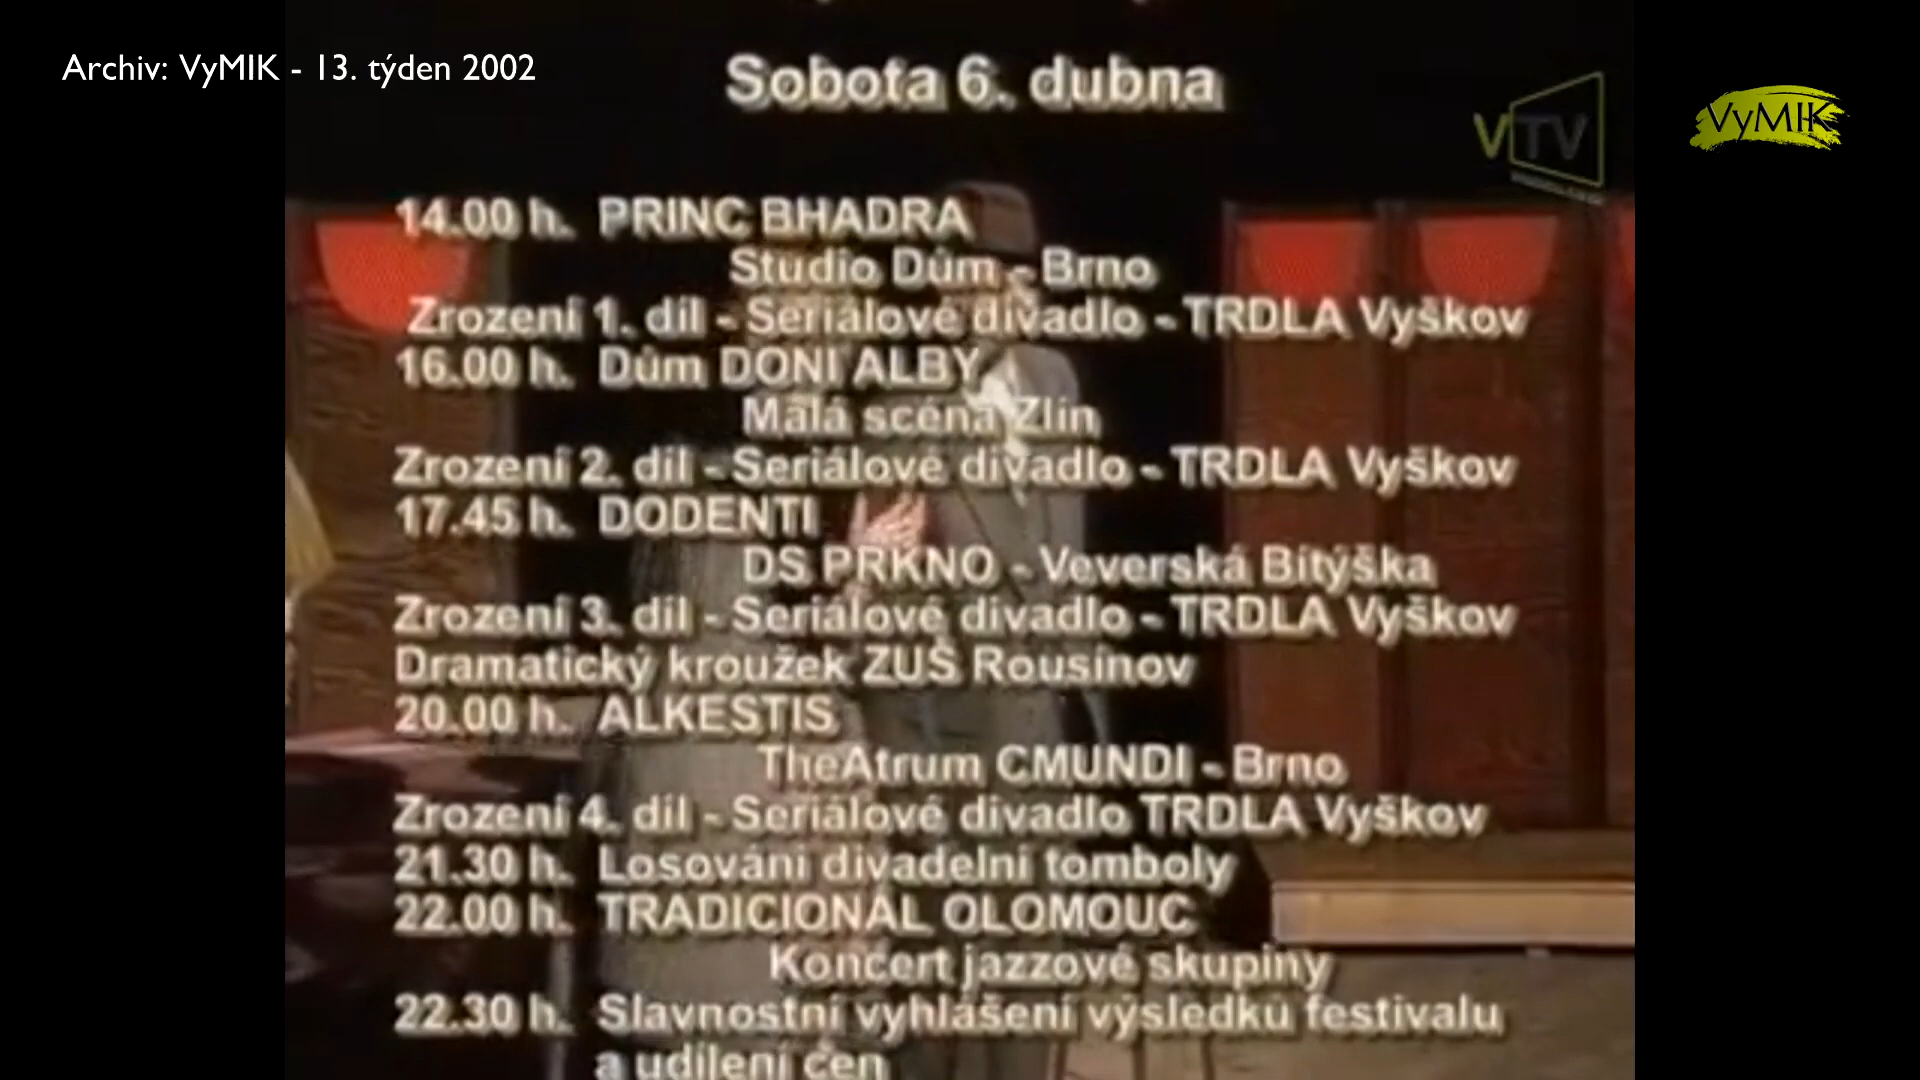 Archiv: VyMIK - 13. týden 2002
Sobota 6. dubna
VTV
VyMIK
14.00 h. PRINC BHADRA
Studio Dům - Brno
Zrození 1. díl - Seriálové divadlo - TRDLA Vyškov
16.00 h. Dům DONI ALBY
Malá scéna Zlín
Zrození 2. díl - Seriálové divadlo - TRDLA Vyškov
17.45 h. DODENTI
DS PRKNO - Veverská Bítýška
Zrození 3. díl - Seriálové divadlo - TRDLA Vyškov
Dramatický kroužek ZUŠ Rousínov
20.00 h. ALKESTIS
TheAtrum CMUNDI - Brno
Zrození 4. díl - Seriálové divadlo TRDLA Vyškov
21.30 h. Losování divadelní tomboly
22.00 h. TRADICIONAL OLOMOUC
Koncert jazzové skupiny
22.30 h. Slavnostní vyhlášení výsledků festivalu
a udílení cen